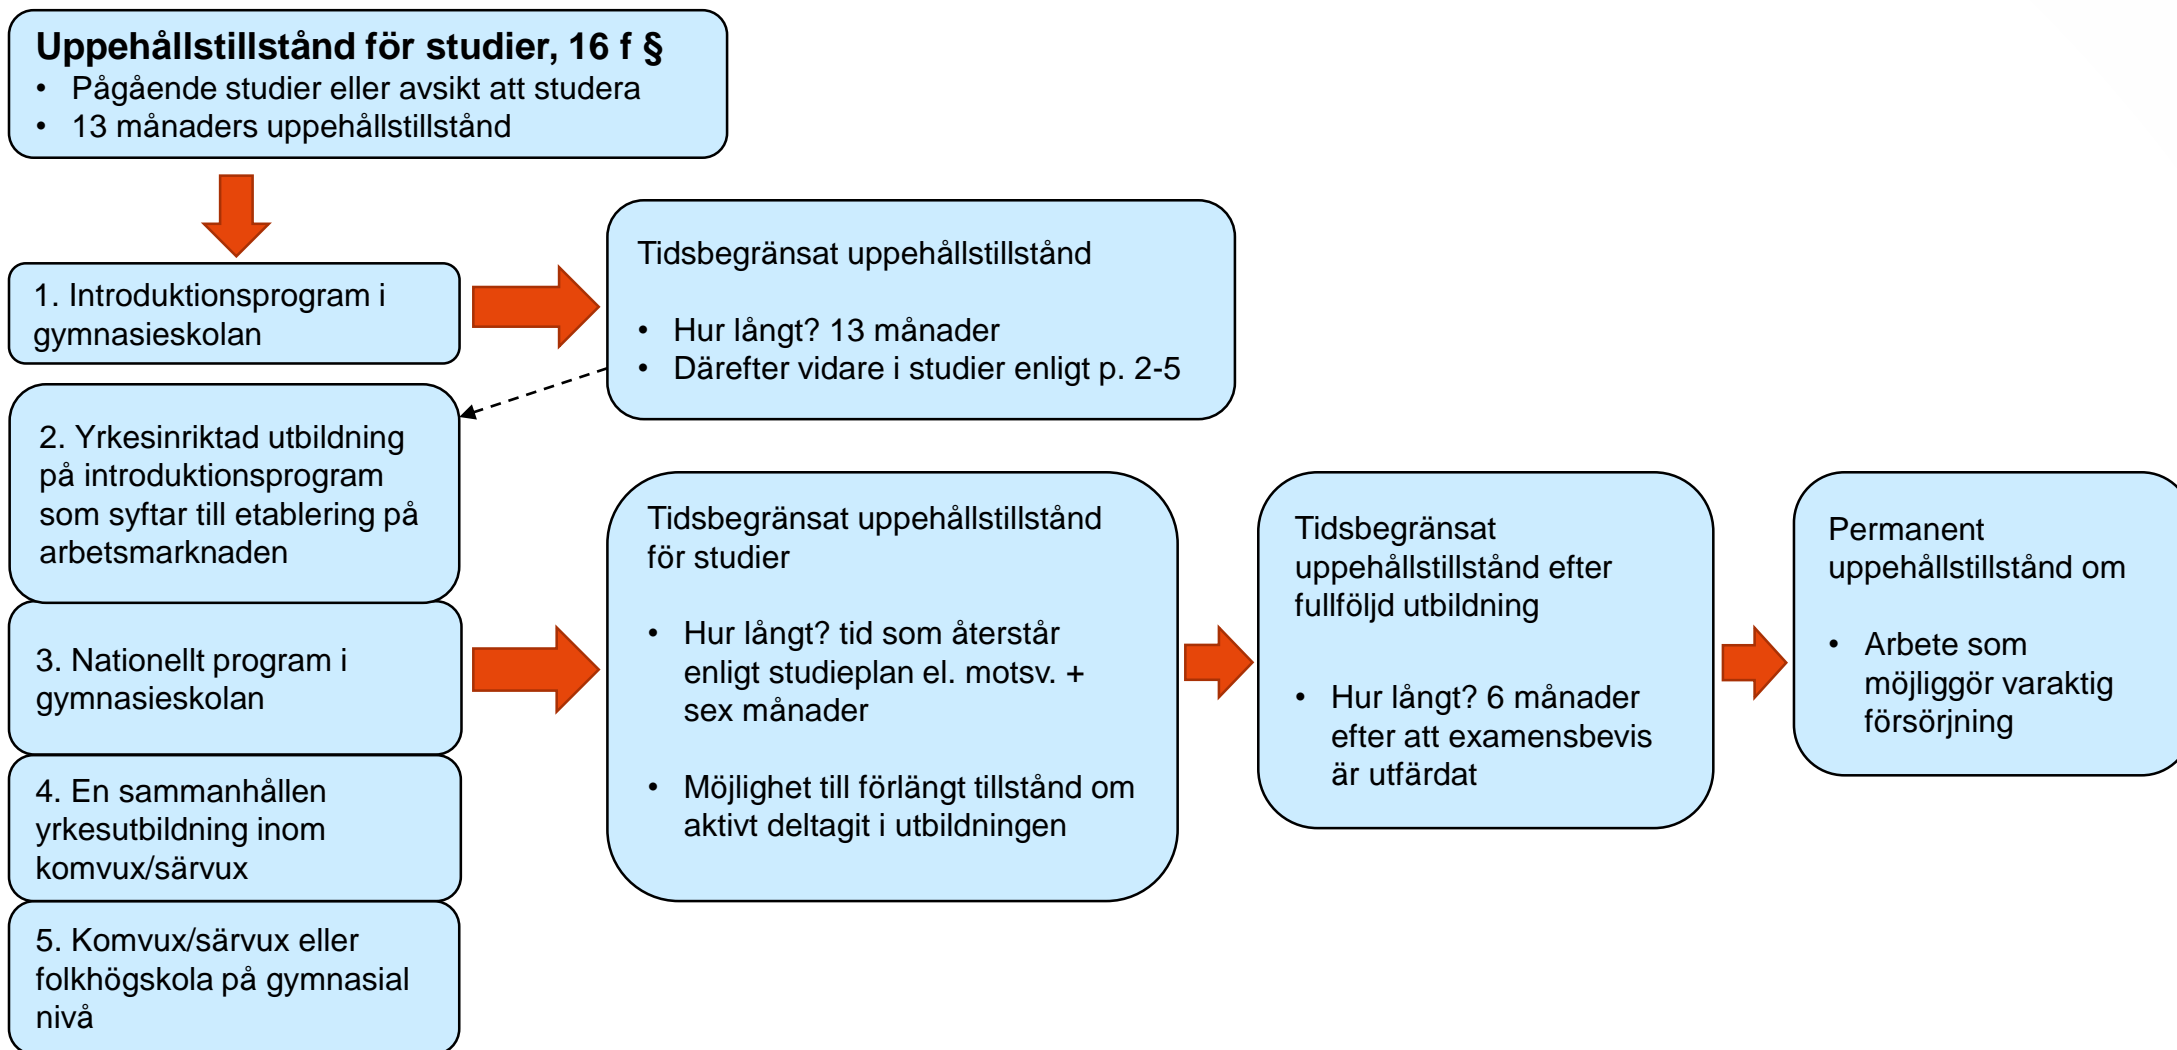 Uppehållstillstånd för studier, 16 f §
• Pågående studier eller avsikt att studera
• 13 månaders uppehållstillstånd
1. Introduktionsprogram i
gymnasieskolan
Tidsbegränsat uppehållstillstånd
• Hur långt? 13 månader
• Därefter vidare i studier enligt p. 2-5
2. Yrkesinriktad utbildning
på introduktionsprogram
som syftar till etablering på
arbetsmarknaden
3. Nationellt program i
gymnasieskolan
4. En sammanhållen
yrkesutbildning inom
komvux/särvux
5. Komvux/särvux eller
folkhögskola på gymnasial
nivå
Tidsbegränsat uppehållstillstånd
för studier
• Hur långt? tid som återstår
enligt studieplan el. motsv. +
sex månader
• Möjlighet till förlängt tillstånd om
aktivt deltagit i utbildningen
Tidsbegränsat
uppehållstillstånd efter
fullföljd utbildning
• Hur långt? 6 månader
efter att examensbevis
är utfärdat
Permanent
uppehållstillstånd om
• Arbete som
möjliggör varaktig
försörjning